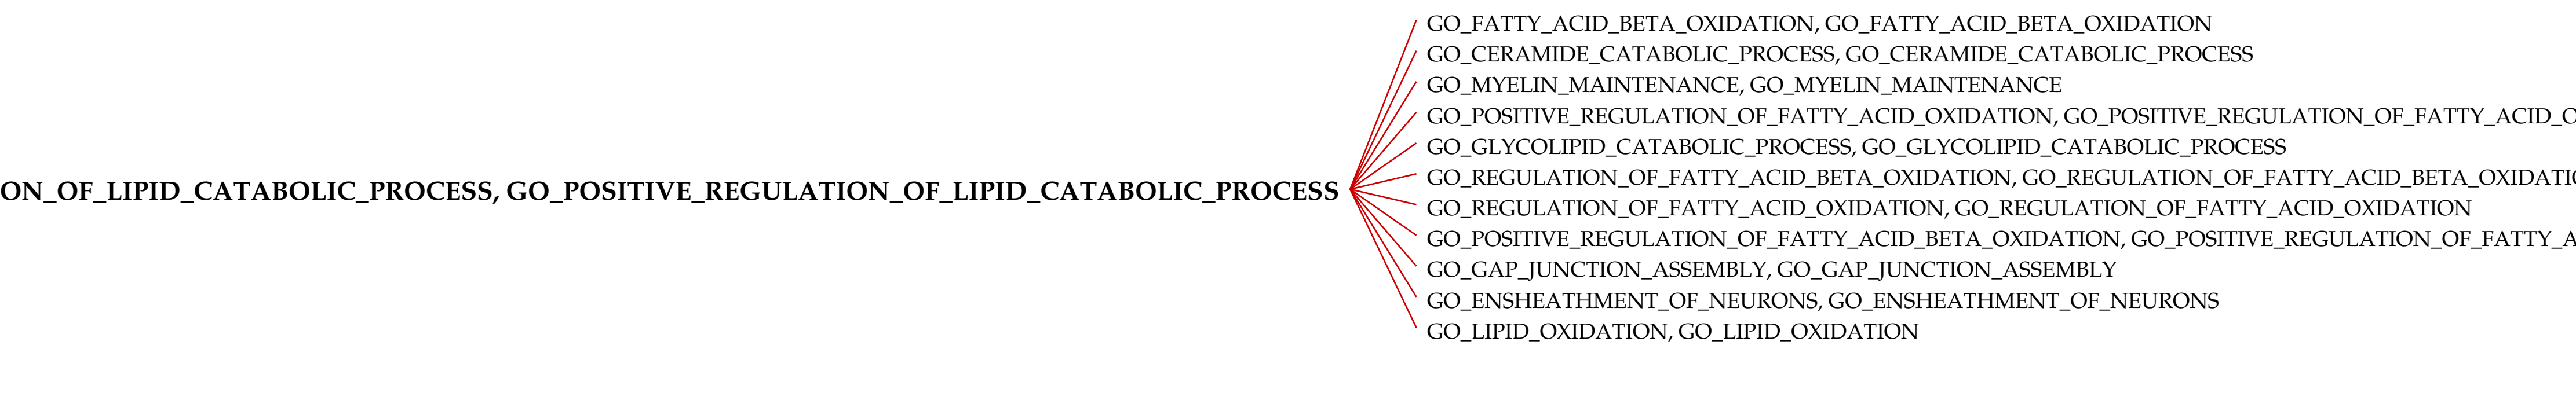 GO_FATTY_ACID_BETA_OXIDATION, GO_FATTY_ACID_BETA_OXIDATION
GO_CERAMIDE_CATABOLIC_PROCESS, GO_CERAMIDE_CATABOLIC_PROCESS
GO_MYELIN_MAINTENANCE, GO_MYELIN_MAINTENANCE
GO_POSITIVE_REGULATION_OF_FATTY_ACID_OXIDATION, GO_POSITIVE_REGULATION_OF_FATTY_ACID_O
GO_GLYCOLIPID_CATABOLIC_PROCESS, GO_GLYCOLIPID_CATABOLIC_PROCESS
GO_REGULATION_OF_FATTY_ACID_BETA_OXIDATION, GO_REGULATION_OF_FATTY_ACID_BETA_OXIDATIO
ON_OF_LIPID_CATABOLIC_PROCESS, GO_POSITIVE_REGULATION_OF_LIPID_CATABOLIC_PROCESS
GO_REGULATION_OF_FATTY_ACID_OXIDATION, GO_REGULATION_OF_FATTY_ACID_OXIDATION
GO_POSITIVE_REGULATION_OF_FATTY_ACID_BETA_OXIDATION, GO_POSITIVE_REGULATION_OF_FATTY_A
GO_GAP_JUNCTION_ASSEMBLY, GO_GAP_JUNCTION_ASSEMBLY
GO_ENSHEATHMENT_OF_NEURONS, GO_ENSHEATHMENT_OF_NEURONS
GO_LIPID_OXIDATION, GO_LIPID_OXIDATION